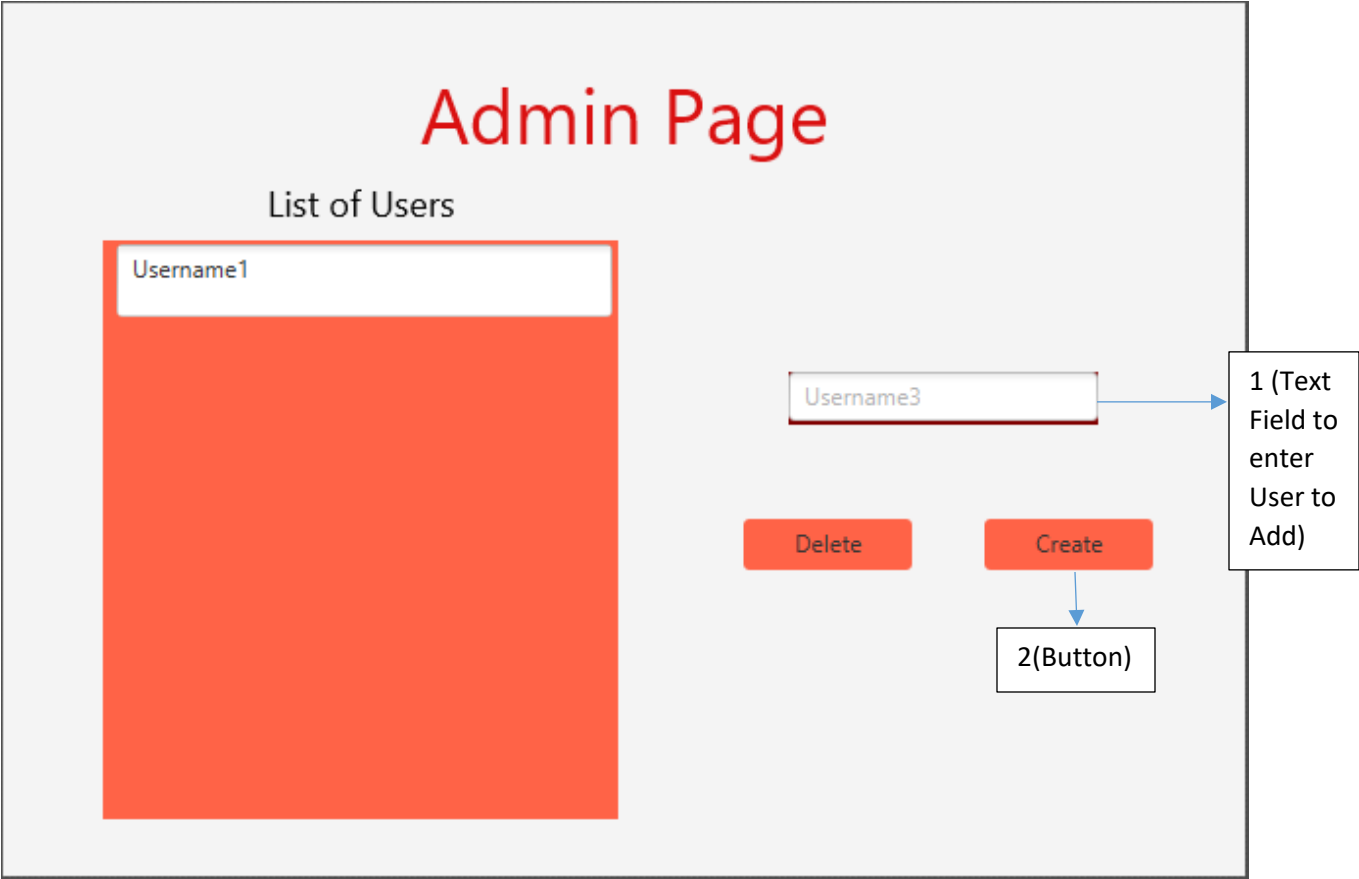 Admin Page
List of Users
Username1
Username3
1 (Text
Field to
enter
User to
Add)
Delete
Create
2(Button)